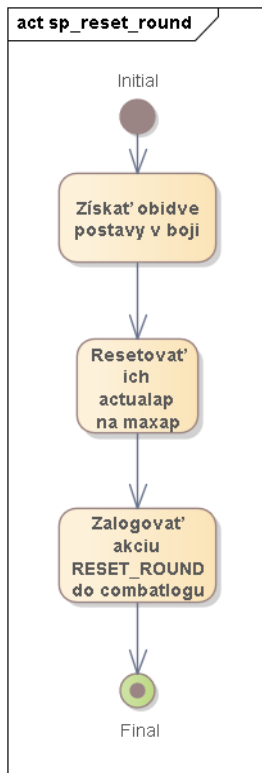 act sp_reset_round
Initial
Získať obidve
postavy v boji
Resetovať
ich
actualap
na maxap
Zalogovať
akciu
RESET_ROUND
do combatlogu
Final